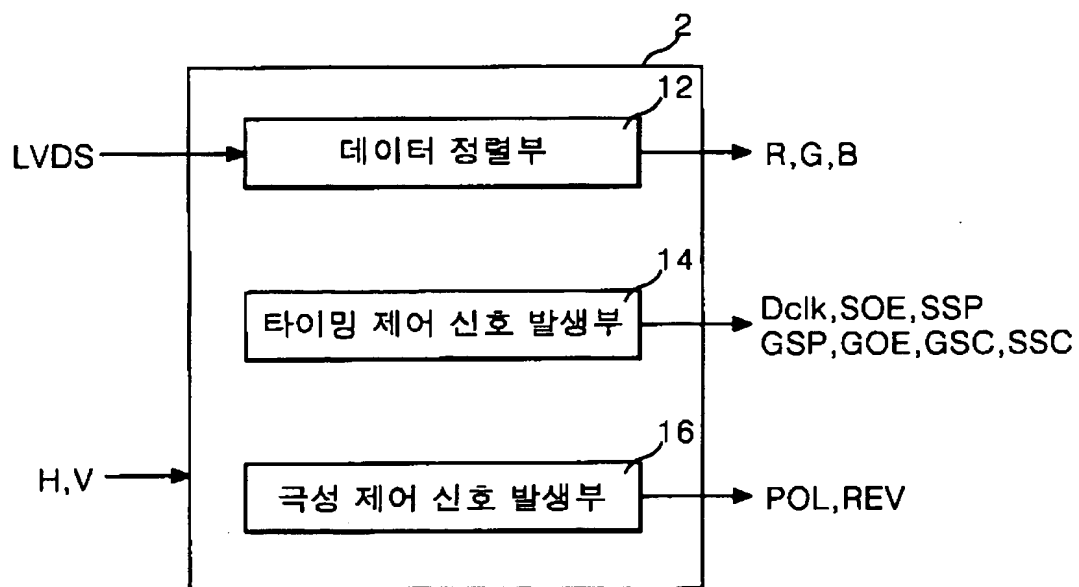 2
12
LVDS
데이터 정렬부
R,G,B
14
타이밍 제어 신호 발생부
Dclk,SOE,SSP
GSP,GOE,GSC,SSC
16
H,V
극성 제어 신호 발생부
POL,REV